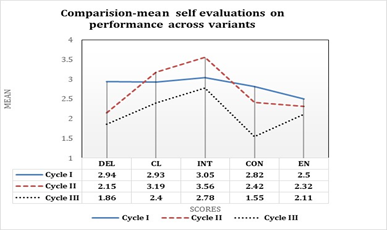 Comparision-mean self evaluations on
performance across variants
4
3.5
3
2.5
2
1.5
1
MEAN
DEL CL INT CON EN
Cycle I 2.94 2.93 3.05 2.82 2.5
Cycle II 2.15 3.19 3.56 2.42 2.32
Cycle III 1.86 2.4 2.78 1.55 2.11
SCORES
Cycle I Cycle II Cycle III